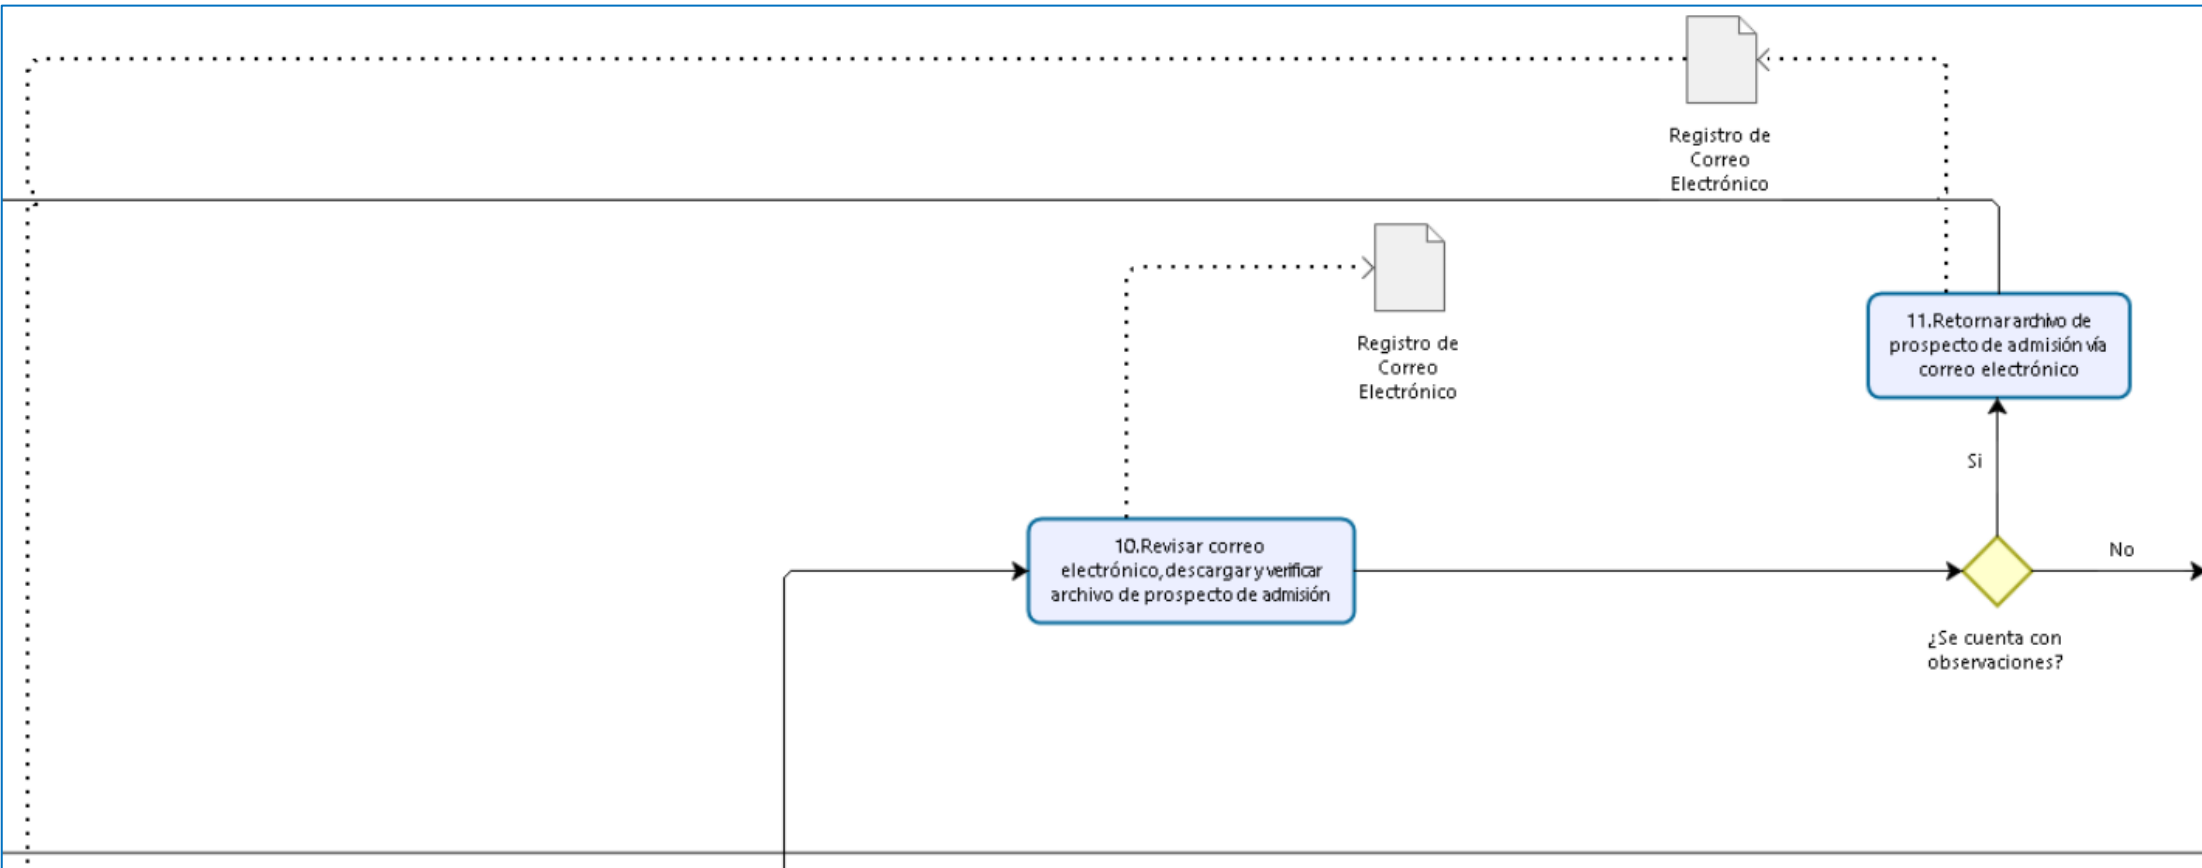 Registro de
Correo
Electrónico
Registro de
Correo
Electrónico
11.Retornar archivo de
prospecto de admisión vía
correo electrónico
Si
10.Revisar correo
electrónico, descargar y verificar
archivo de prospecto de admisión
No
¿Se cuenta con
observaciones?